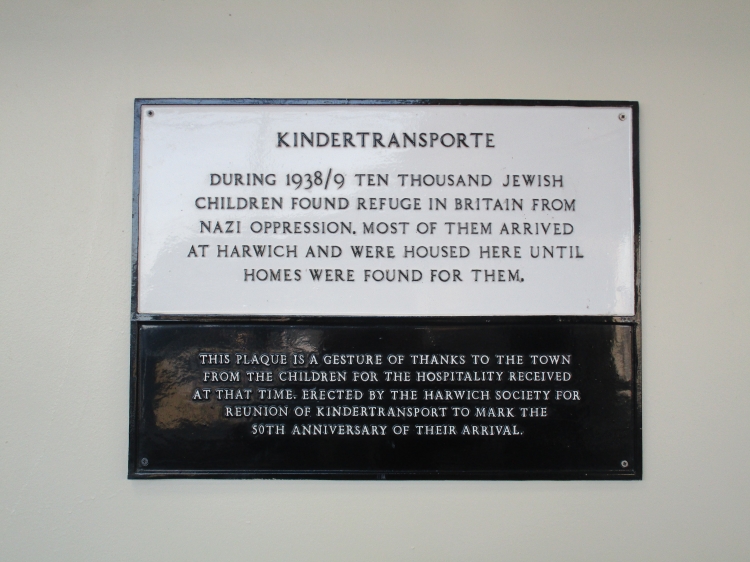 KINDERTRANSPORTE
DURING 1938/9 TEN THOUSAND JEWISH
CHILDREN FOUND REFUGE IN BRITAIN FROM
NAZI OPPRESSION. MOST OF THEM ARRIVED
AT HARWICH AND WERE HOUSED HERE UNTIL
HOMES WERE FOUND FOR THEM.
THIS PLAQUE IS A GESTURE OF THANKS TO THE TOWN
FROM THE CHILDREN FOR THE HOSPITALITY RECEIVED
AT THAT TIME. ERECTED BY THE HARWICH SOCIETY FOR
REUNION OF KINDERTRANSPORT TO MARK THE
50TH ANNIVERSARY OF THEIR ARRIVAL.